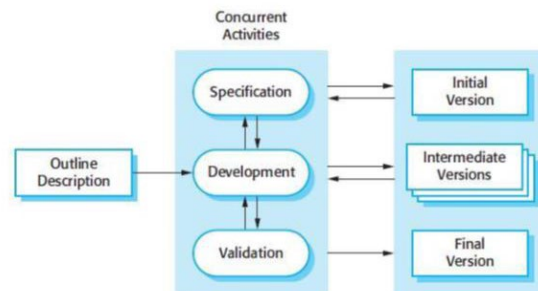 Concurrent
Activities
Specification
Initial
Version
Outline
Description
Development
Intermediate
Versions
Validation
Final
Version